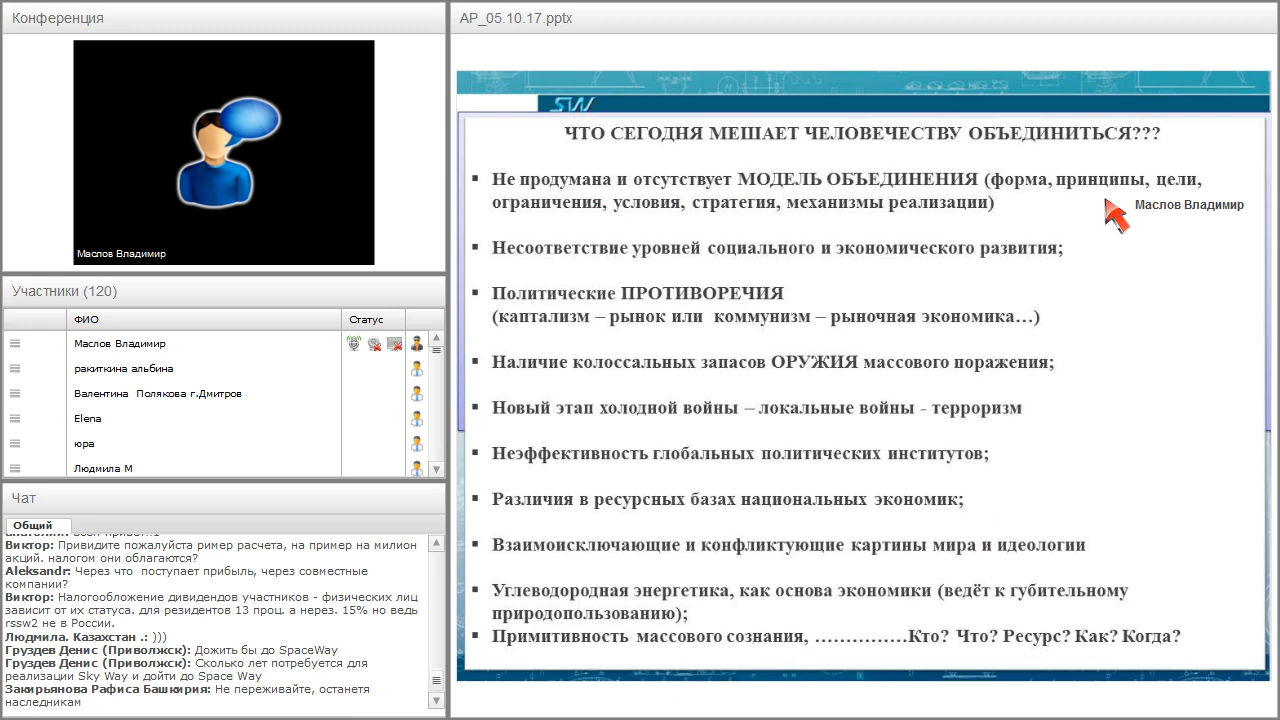 Конференция
Маслов Владимир
Участники (120)
ФИО
Статус
Маслов Владимир
ракиткина альбина
Валентина Полякова г.Дмитров
Elena
юра
Людмила М
Чат
Общий
Виктор: Привидите пожалуйста ример расчета, на пример на милион
акций. налогом они облагаются?
Aleksandr: Через что поступает прибыль, через совместные
компании?
Виктор: Налогообложение дивидендов участников - физических лиц
зависит от их статуса. для резидентов 13 проц. а нерез. 15% но ведь
rssw2 не в России.
Людмила. Казахстан .: )))
Груздев Денис (Приволжск): Дожить бы до SpaceWay
Груздев Денис (Приволжск): Сколько лет потребуется для
реализации Sky Way и дойти до Space Way
Закирьянова Рафиса Башкирия: Не переживайте, останетя
наследникам
AP_05.10.17.pptx
SW
ЧТО СЕГОДНЯ МЕШАЕТ ЧЕЛОВЕЧЕСТВУ ОБЪЕДИНИТЬСЯ???
▪ Не продумана и отсутствует МОДЕЛЬ ОБЪЕДИНЕНИЯ (форма, принципы, цели,
ограничения, условия, стратегия, механизмы реализации)
Маслов Владимир
▪ Несоответствие уровней социального и экономического развития;
▪ Политические ПРОТИВОРЕЧИЯ
(каптализм – рынок или коммунизм – рыночная экономика…)
▪ Наличие колоссальных запасов ОРУЖИЯ массового поражения;
▪ Новый этап холодной войны – локальные войны - терроризм
▪ Неэффективность глобальных политических институтов;
▪ Различия в ресурсных базах национальных экономик;
▪ Взаимоисключающие и конфликтующие картины мира и идеологии
▪ Углеводородная энергетика, как основа экономики (ведёт к губительному
природопользованию);
▪ Примитивность массового сознания, ……………Кто? Что? Ресурс? Как? Когда?